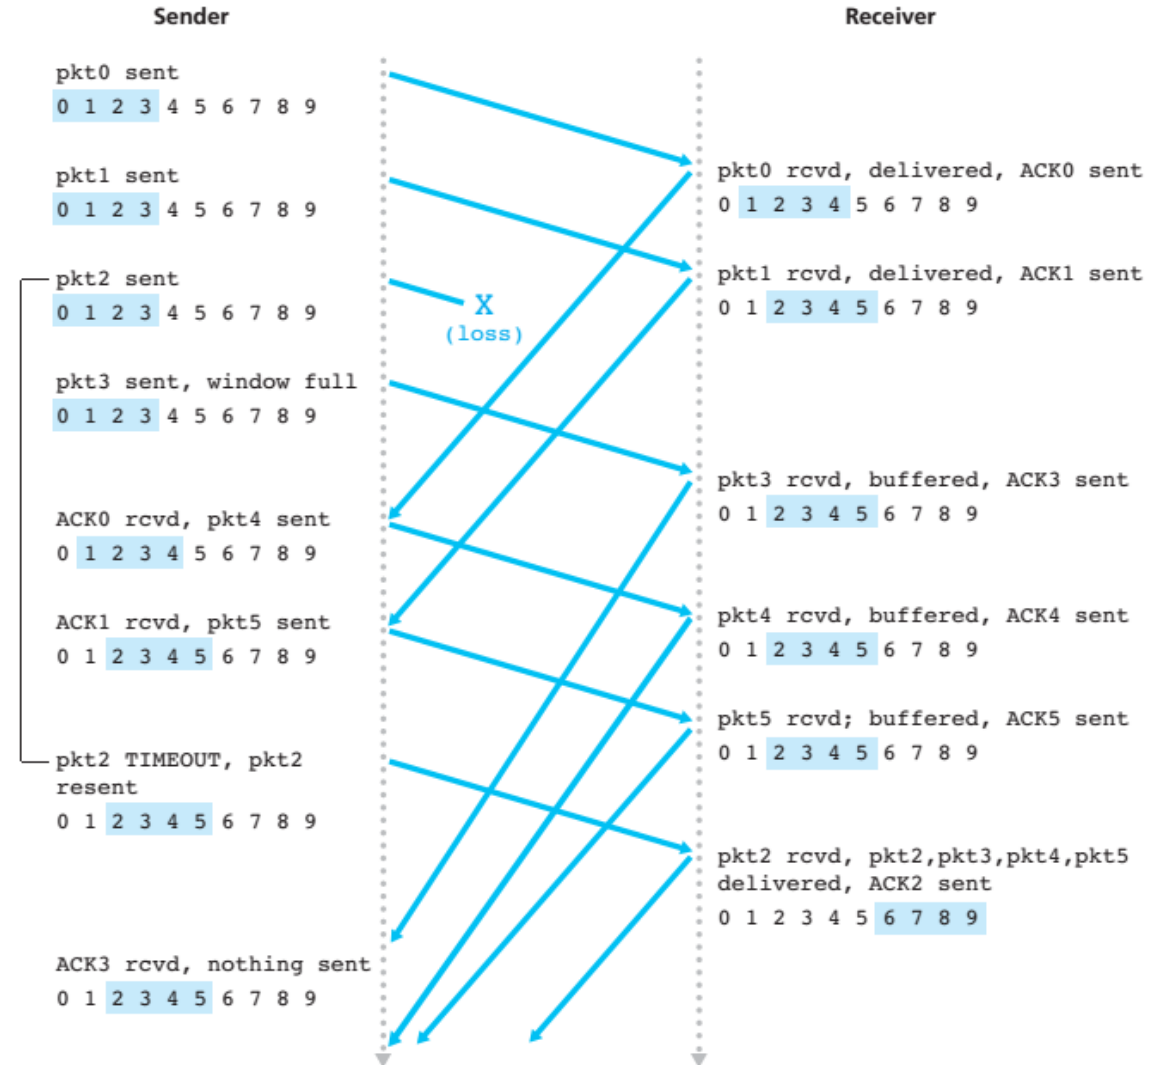 Sender
Receiver
pkt0 sent
0 1 2 3 4 5 6 7 8 9
pkt0 rcvd, delivered, ACK0 sent
0 1 2 3 4 5 6 7 8 9
pkt1 sent
0 1 2 3 4 5 6 7 8 9
pkt1 rcvd, delivered, ACK1 sent
0 1 2 3 4 5 6 7 8 9
pkt2 sent
0 1 2 3 4 5 6 7 8 9
X
(loss)
pkt3 sent, window full
0 1 2 3 4 5 6 7 8 9
pkt3 rcvd, buffered, ACK3 sent
0 1 2 3 4 5 6 7 8 9
ACK0 rcvd, pkt4 sent
0 1 2 3 4 5 6 7 8 9
pkt4 rcvd, buffered, ACK4 sent
0 1 2 3 4 5 6 7 8 9
ACK1 rcvd, pkt5 sent
0 1 2 3 4 5 6 7 8 9
pkt5 rcvd; buffered, ACK5 sent
0 1 2 3 4 5 6 7 8 9
pkt2 TIMEOUT, pkt2
resent
0 1 2 3 4 5 6 7 8 9
pkt2 rcvd, pkt2,pkt3,pkt4,pkt5
delivered, ACK2 sent
0 1 2 3 4 5 6 7 8 9
ACK3 rcvd, nothing sent
0 1 2 3 4 5 6 7 8 9